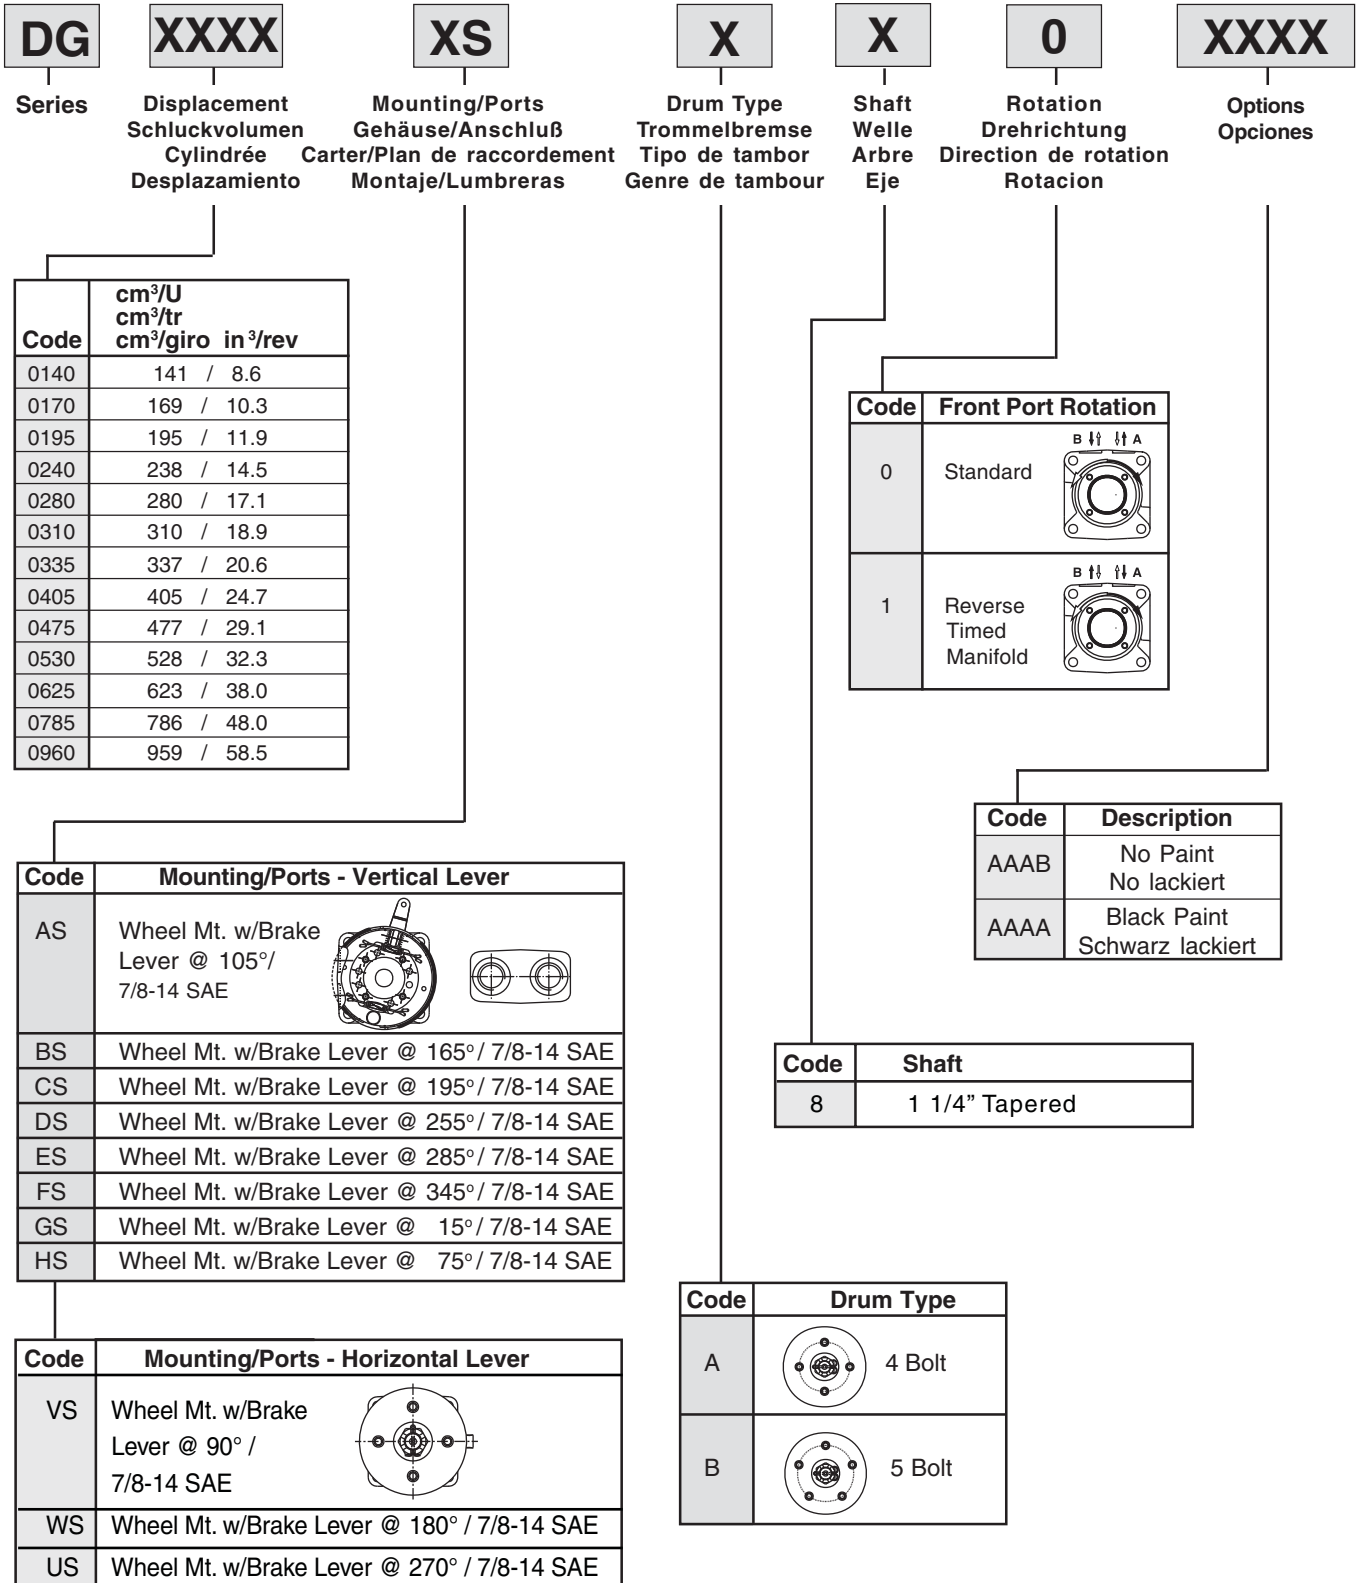 DG XXXX XS X X 0 XXXX
Series
Displacement
Schluckvolumen
Cylindrée
Desplazamiento
Mounting/Ports
Gehäuse/Anschluß
Carter/Plan de raccordement
Montaje/Lumbreras
Drum Type
Trommelbremse
Tipo de tambor
Genre de tambour
Shaft
Welle
Arbre
Eje
Rotation
Drehrichtung
Direction de rotation
Rotacion
Options
Opciones
cm³/U
cm³/tr
Code cm³/giro in³/rev
0140 141 / 8.6
0170 169 / 10.3
0195 195 / 11.9
0240 238 / 14.5
0280 280 / 17.1
0310 310 / 18.9
0335 337 / 20.6
0405 405 / 24.7
0475 477 / 29.1
0530 528 / 32.3
0625 623 / 38.0
0785 786 / 48.0
0960 959 / 58.5
Code Front Port Rotation
B A
0 Standard
B A
1 Reverse
Timed
Manifold
Code Description
AAAB No Paint
No lackiert
AAAA Black Paint
Schwarz lackiert
Code Mounting/Ports - Vertical Lever
AS Wheel Mt. w/Brake
Lever @ 105°/
7/8-14 SAE
BS Wheel Mt. w/Brake Lever @ 165°/ 7/8-14 SAE
CS Wheel Mt. w/Brake Lever @ 195°/ 7/8-14 SAE
DS Wheel Mt. w/Brake Lever @ 255°/ 7/8-14 SAE
ES Wheel Mt. w/Brake Lever @ 285°/ 7/8-14 SAE
FS Wheel Mt. w/Brake Lever @ 345°/ 7/8-14 SAE
GS Wheel Mt. w/Brake Lever @ 15°/ 7/8-14 SAE
HS Wheel Mt. w/Brake Lever @ 75°/ 7/8-14 SAE
Code Shaft
8 1 1/4” Tapered
Code Drum Type
A 4 Bolt
B 5 Bolt
Code Mounting/Ports - Horizontal Lever
VS Wheel Mt. w/Brake
Lever @ 90° /
7/8-14 SAE
WS Wheel Mt. w/Brake Lever @ 180° / 7/8-14 SAE
US Wheel Mt. w/Brake Lever @ 270° / 7/8-14 SAE